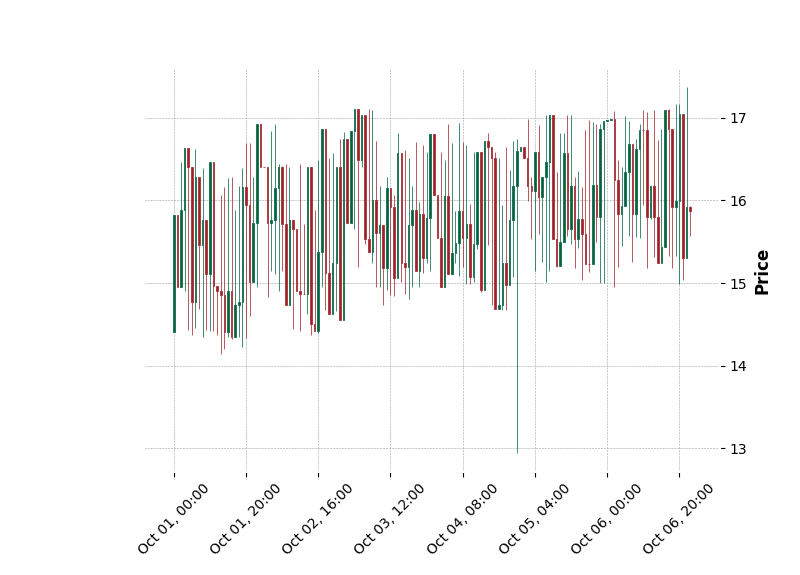 17
16
15
14
13
Price
Oct 01, 00:00
Oct 01, 20:00
Oct 02, 16:00
Oct 03, 12:00
Oct 04, 08:00
Oct 05, 04:00
Oct 06, 00:00
Oct 06, 20:00